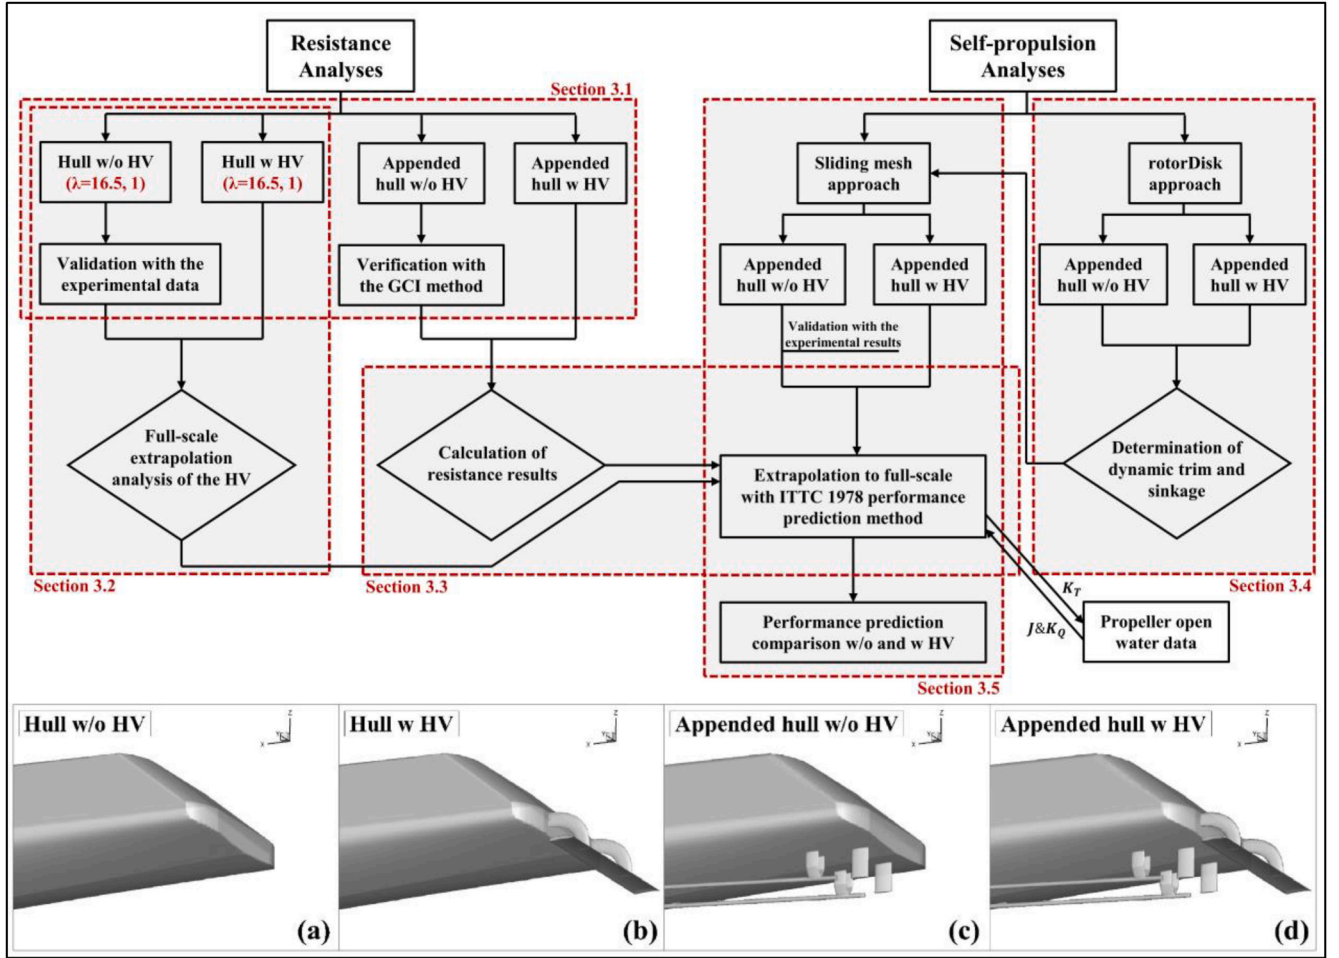 Resistance
Analyses
Self-propulsion
Analyses
Section 3.1
Hull w/o HV
(λ=16.5, 1)
Hull w HV
(λ=16.5, 1)
Appended
hull w/o HV
Appended
hull w HV
Sliding mesh
approach
rotorDisk
approach
Validation with the
experimental data
Verification with
the GCI method
Appended
hull w/o HV
Appended
hull w HV
Appended
hull w/o HV
Appended
hull w HV
Validation with the
experimental results
Full-scale
extrapolation
analysis of the HV
Calculation of
resistance results
Extrapolation to full-scale
with ITTC 1978 performance
prediction method
Determination of
dynamic trim and
sinkage
Section 3.2
Section 3.3
Section 3.4
K_T
J&K_Q
Propeller open
water data
Performance prediction
comparison w/o and w HV
Section 3.5
Hull w/o HV
Z
X
(a)
Hull w HV
Z
X
(b)
Appended hull w/o HV
Z
X
(c)
Appended hull w HV
Z
X
(d)